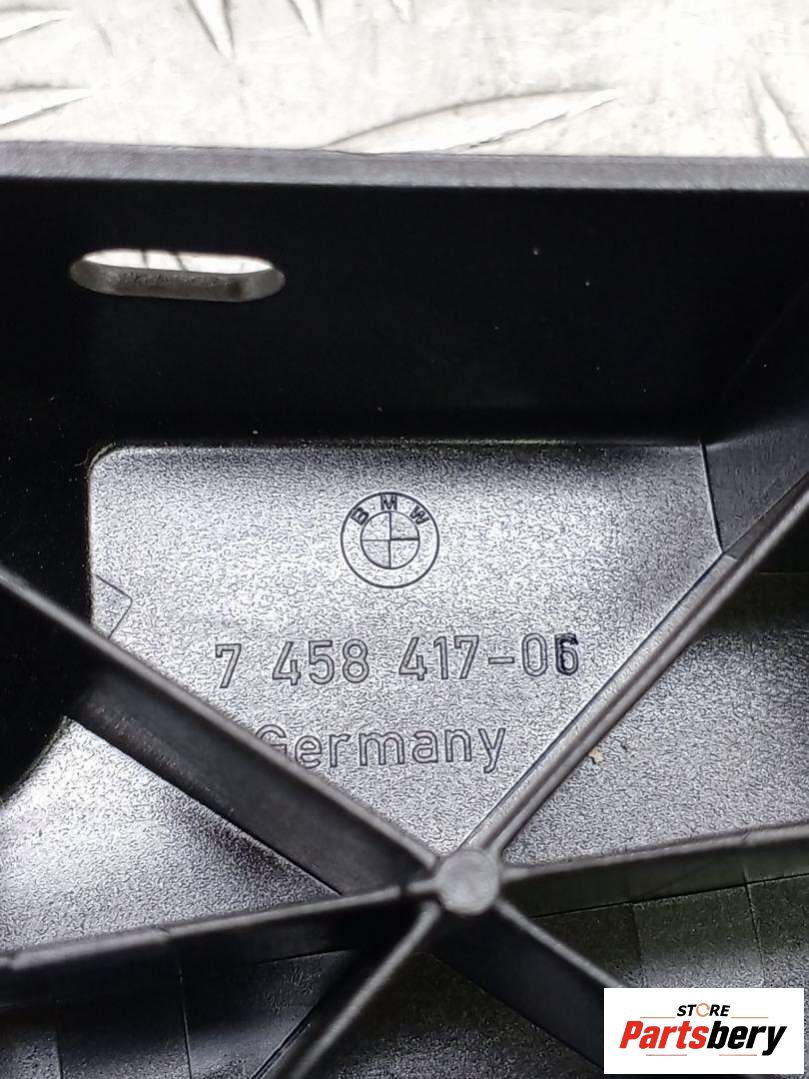 BMW
7 458 417-06
Germany
STORE
Partsbery